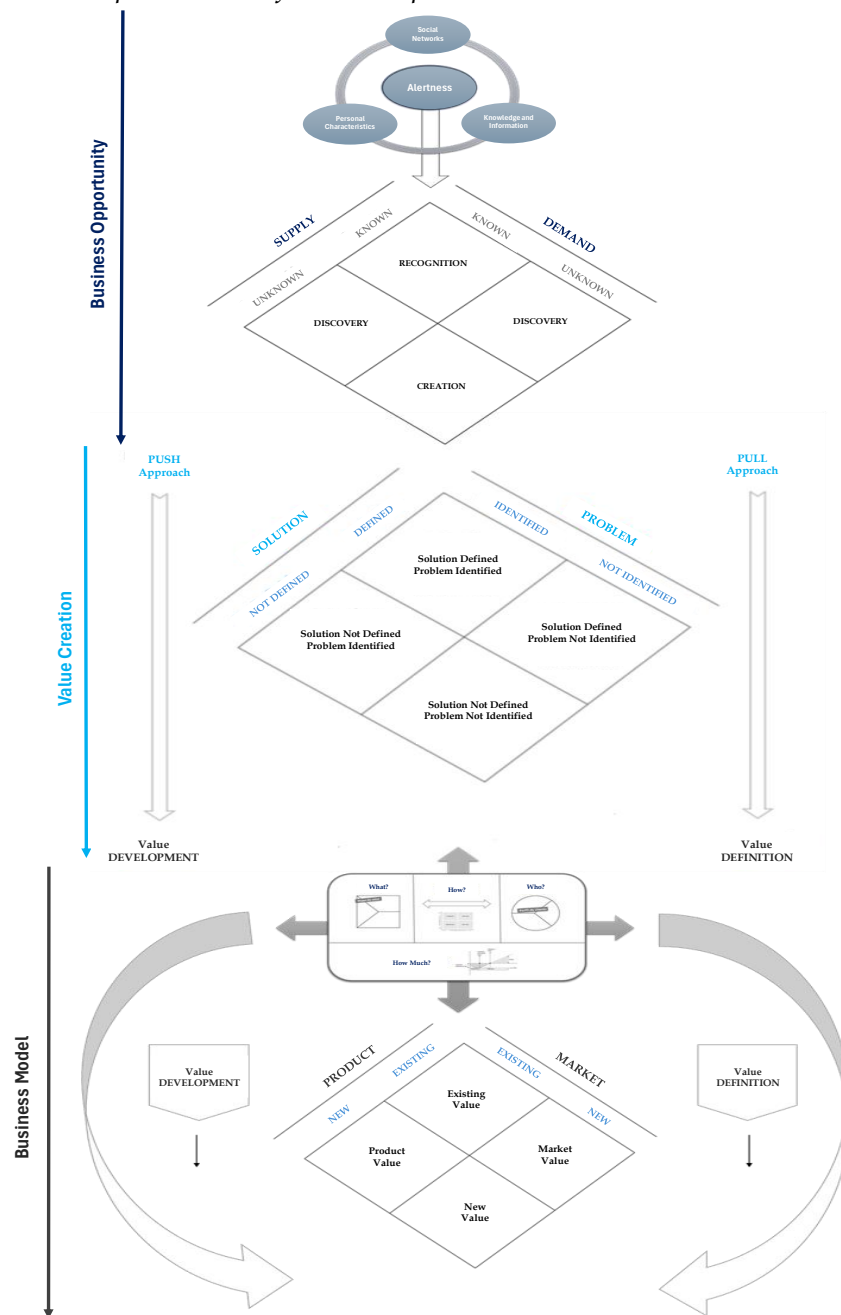 Social
Networks
Alertness
Personal
Characteristics
Knowledge and
Information
Business Opportunity
SUPPLY
KNOWN
UNKNOWN
DEMAND
KNOWN
UNKNOWN
RECOGNITION
DISCOVERY
DISCOVERY
CREATION
PUSH
Approach
PULL
Approach
Value Creation
SOLUTION
DEFINED
NOT DEFINED
PROBLEM
IDENTIFIED
NOT IDENTIFIED
Solution Defined
Problem Identified
Solution Not Defined
Problem Identified
Solution Defined
Problem Not Identified
Solution Not Defined
Problem Not Identified
Value
DEVELOPMENT
Value
DEFINITION
Business Model
What?
How?
Who?
How Much?
Value
DEVELOPMENT
Value
DEFINITION
PRODUCT
EXISTING
NEW
MARKET
EXISTING
NEW
Existing
Value
Product
Value
Market
Value
New
Value